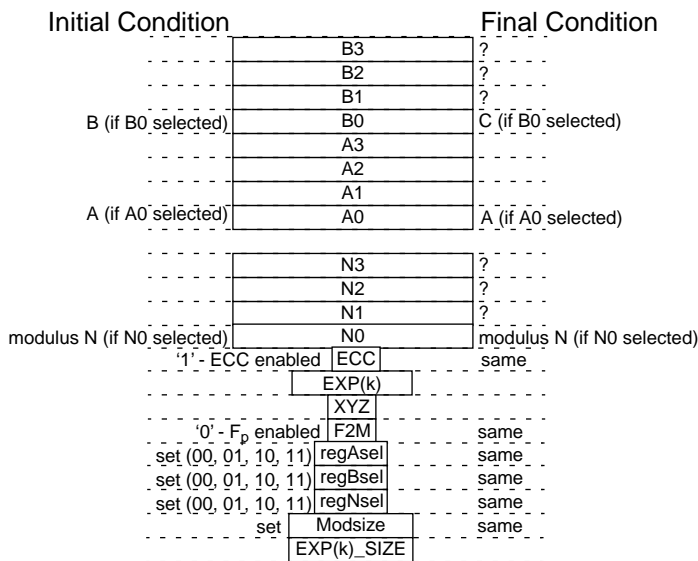 Initial Condition Final Condition
B3 ?
B2 ?
B1 ?
B (if B0 selected) B0 C (if B0 selected)
A3
A2
A1
A (if A0 selected) A0 A (if A0 selected)
N3 ?
N2 ?
N1 ?
modulus N (if N0 selected) N0 modulus N (if N0 selected)
‘1’ - ECC enabled ECC same
EXP(k)
XYZ
‘0’ - Fp enabled F2M same
set (00, 01, 10, 11) regAsel same
set (00, 01, 10, 11) regBsel same
set (00, 01, 10, 11) regNsel same
set Modsize same
EXP(k)_SIZE